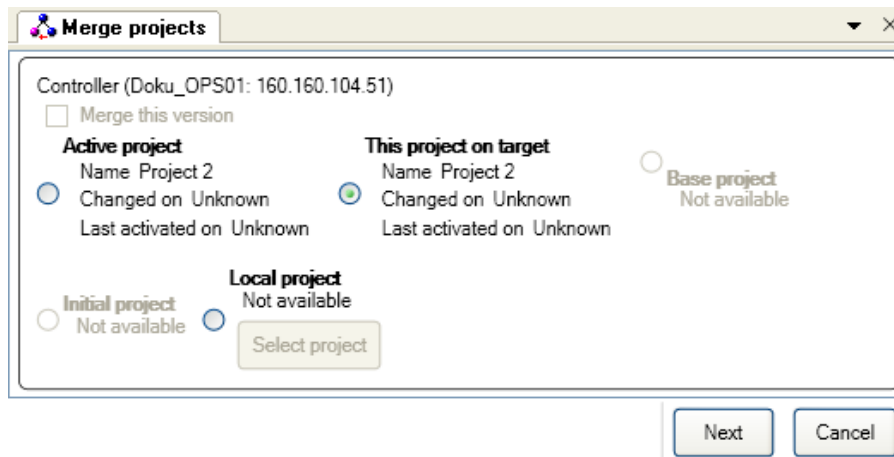 Merge projects
Controller (Doku_OPS01: 160.160.104.51)
Merge this version
Active project
Name Project 2
Changed on Unknown
Last activated on Unknown
This project on target
Name Project 2
Changed on Unknown
Last activated on Unknown
Base project
Not available
Initial project
Not available
Local project
Not available
Select project
Next
Cancel